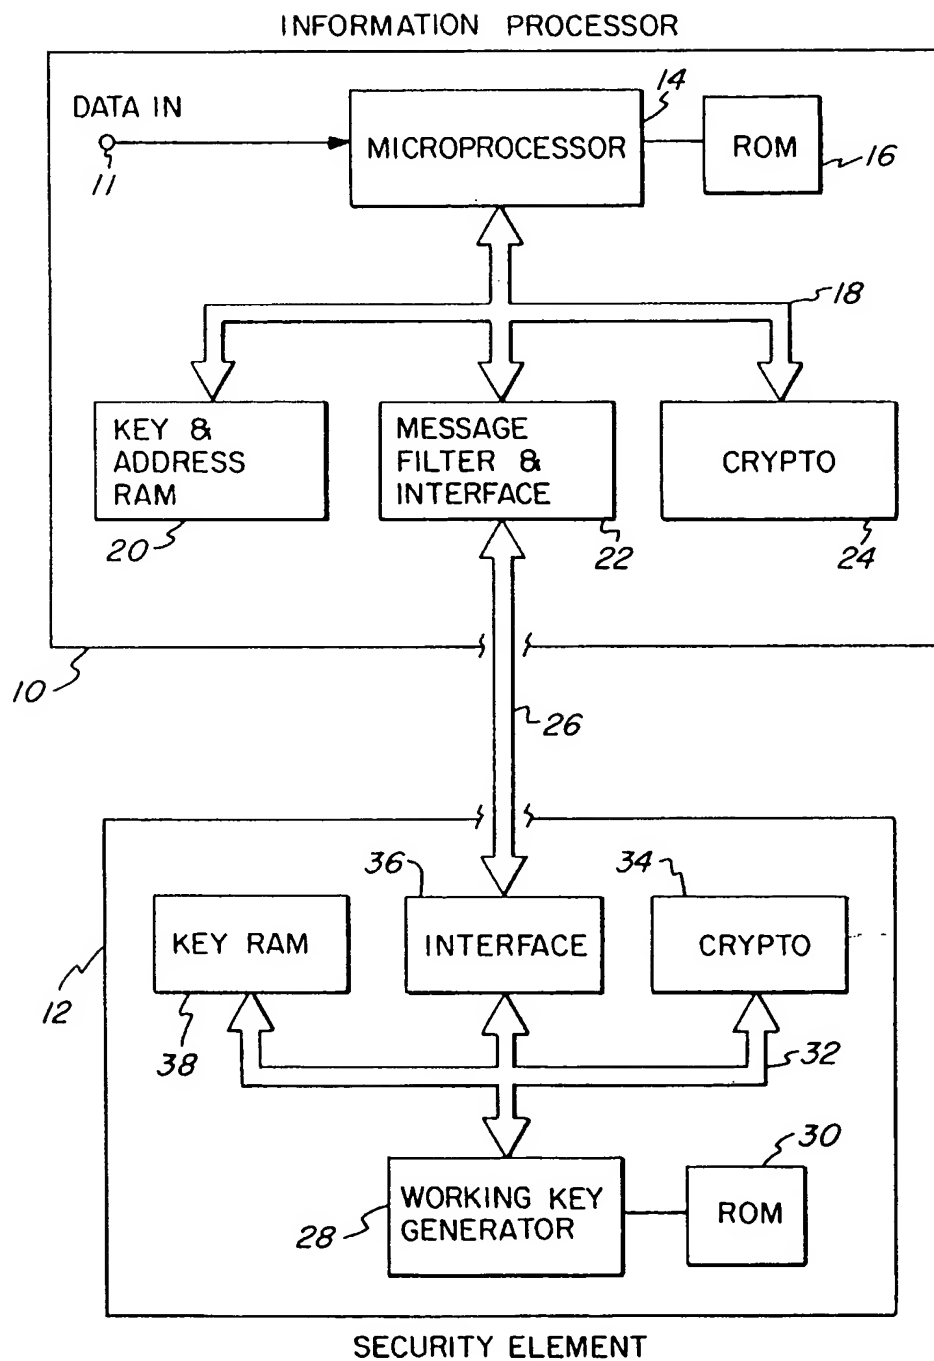 INFORMATION PROCESSOR
DATA IN
11
MICROPROCESSOR
14
ROM
16
18
KEY &
ADDRESS
RAM
20
MESSAGE
FILTER &
INTERFACE
22
CRYPTO
24
10
26
12
KEY RAM
38
36
INTERFACE
34
CRYPTO
32
28
WORKING KEY
GENERATOR
30
ROM
SECURITY ELEMENT